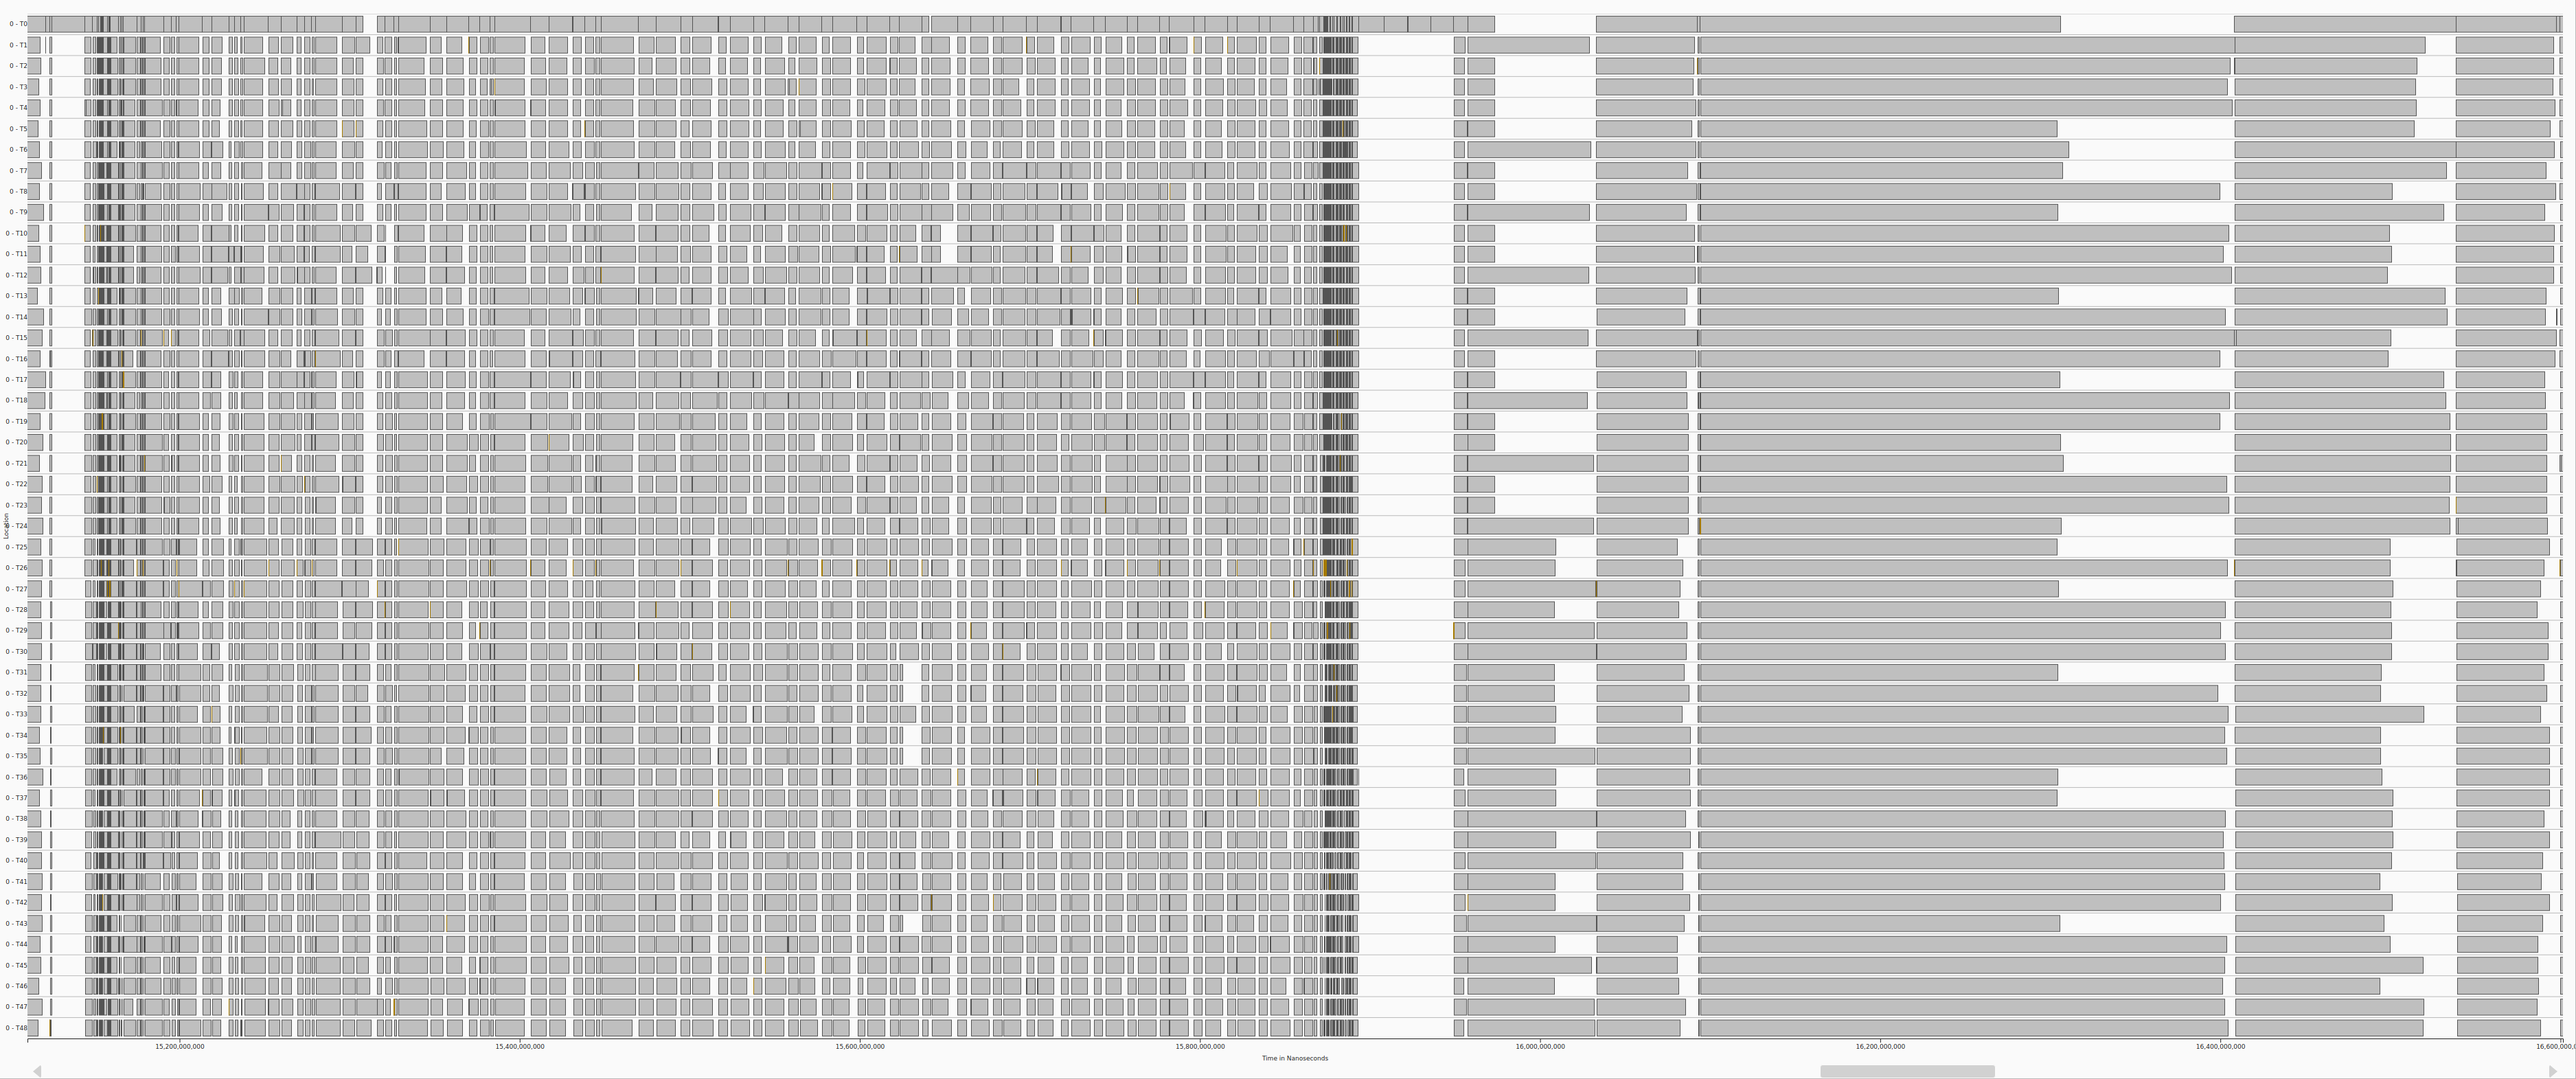 0 - T0
0 - T1
0 - T2
0 - T3
0 - T4
0 - T5
0 - T6
0 - T7
0 - T8
0 - T9
0 - T10
0 - T11
0 - T12
0 - T13
0 - T14
0 - T15
0 - T16
0 - T17
0 - T18
0 - T19
0 - T20
0 - T21
0 - T22
0 - T23
Location
0 - T24
0 - T25
0 - T26
0 - T27
0 - T28
0 - T29
0 - T30
0 - T31
0 - T32
0 - T33
0 - T34
0 - T35
0 - T36
0 - T37
0 - T38
0 - T39
0 - T40
0 - T41
0 - T42
0 - T43
0 - T44
0 - T45
0 - T46
0 - T47
0 - T48
15,200,000,000 15,400,000,000 15,600,000,000 15,800,000,000 16,000,000,000 16,200,000,000 16,400,000,000
Time in Nanoseconds